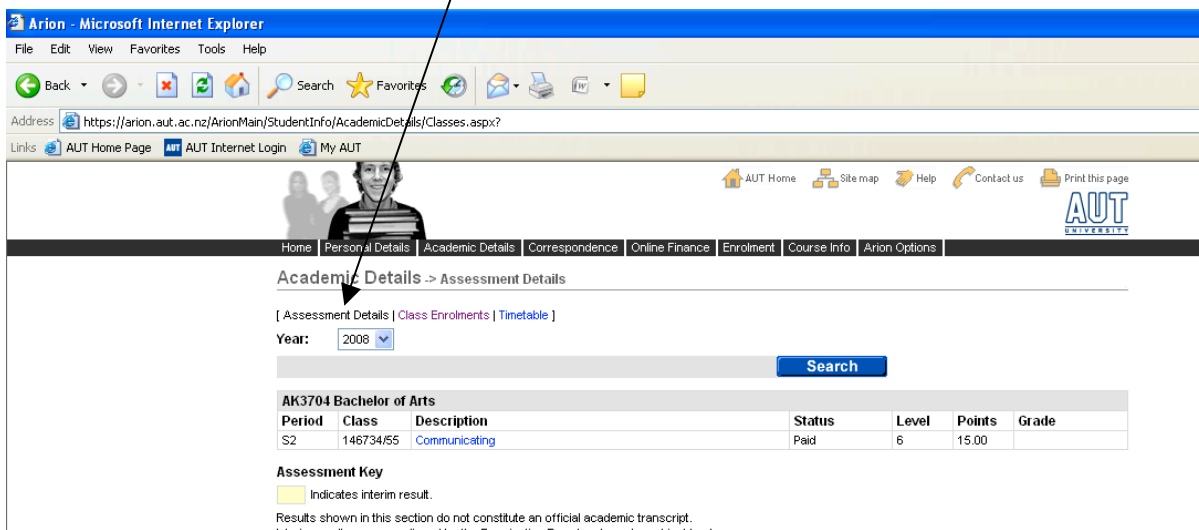 Arion - Microsoft Internet Explorer
File Edit View Favorites Tools Help
Back Search Favorites W
Address https://arion.aut.ac.nz/ArionMain/StudentInfo/AcademicDetails/Classes.aspx?
Links AUT Home Page AUT AUT Internet Login My AUT
AUT Home Site map Help Contact us Print this page
AUT
UNIVERSITY
Home Personal Details Academic Details Correspondence Online Finance Enrolment Course Info Arion Options
Academic Details -> Assessment Details
[ Assessment Details | Class Enrolments | Timetable ]
Year: 2008
Search
AK3704 Bachelor of Arts
Period Class Description Status Level Points Grade
S2 146734/55 Communicating Paid 6 15.00
Assessment Key
Indicates interim result.
Results shown in this section do not constitute an official academic transcript.